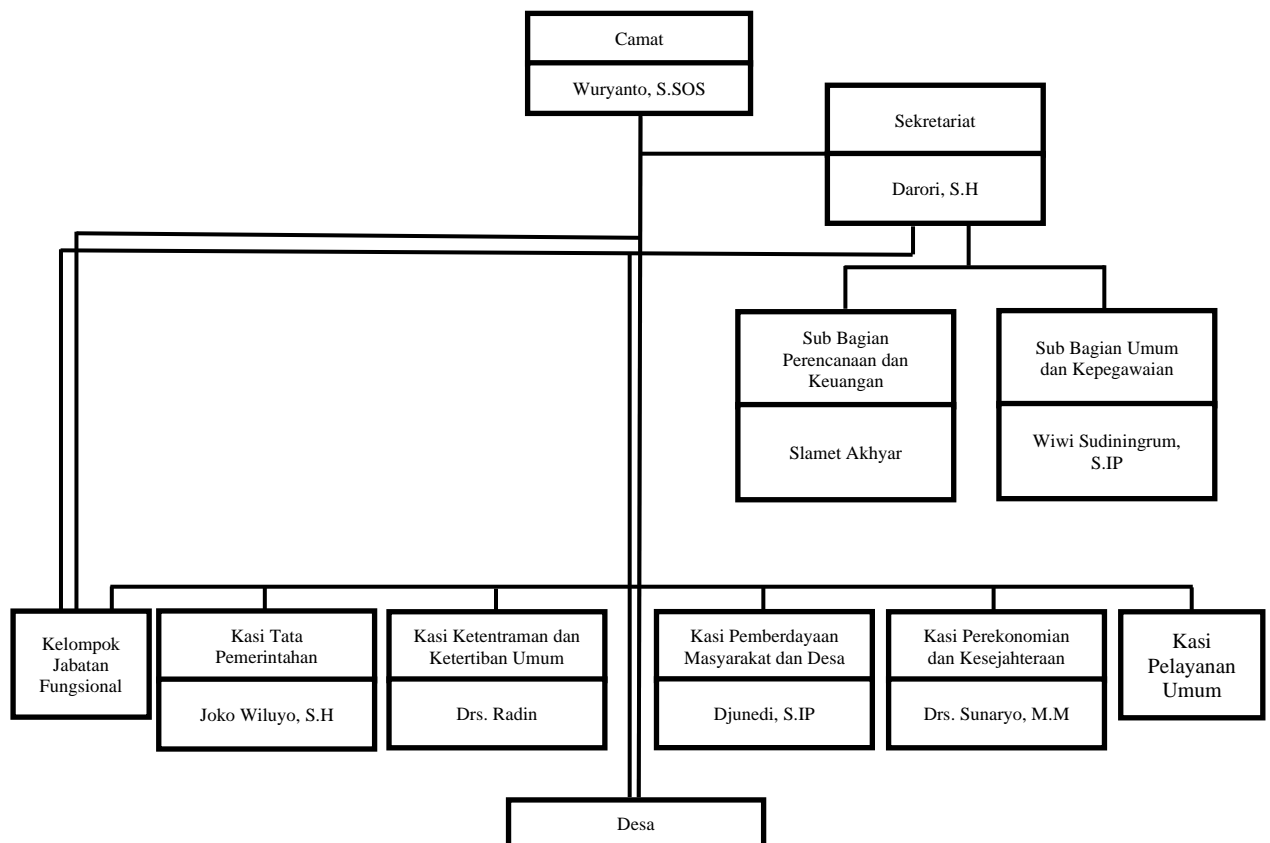 Camat
Wuryanto, S.SOS
Sekretariat
Darori, S.H
Sub Bagian
Perencanaan dan
Keuangan
Slamet Akhyar
Sub Bagian Umum
dan Kepegawaian
Wiwi Sudiningrum,
S.IP
Kelompok
Jabatan
Fungsional
Kasi Tata
Pemerintahan
Joko Wiluyo, S.H
Kasi Ketentraman dan
Ketertiban Umum
Drs. Radin
Kasi Pemberdayaan
Masyarakat dan Desa
Djunedi, S.IP
Kasi Perekonomian
dan Kesejahteraan
Drs. Sunaryo, M.M
Kasi
Pelayanan
Umum
Desa